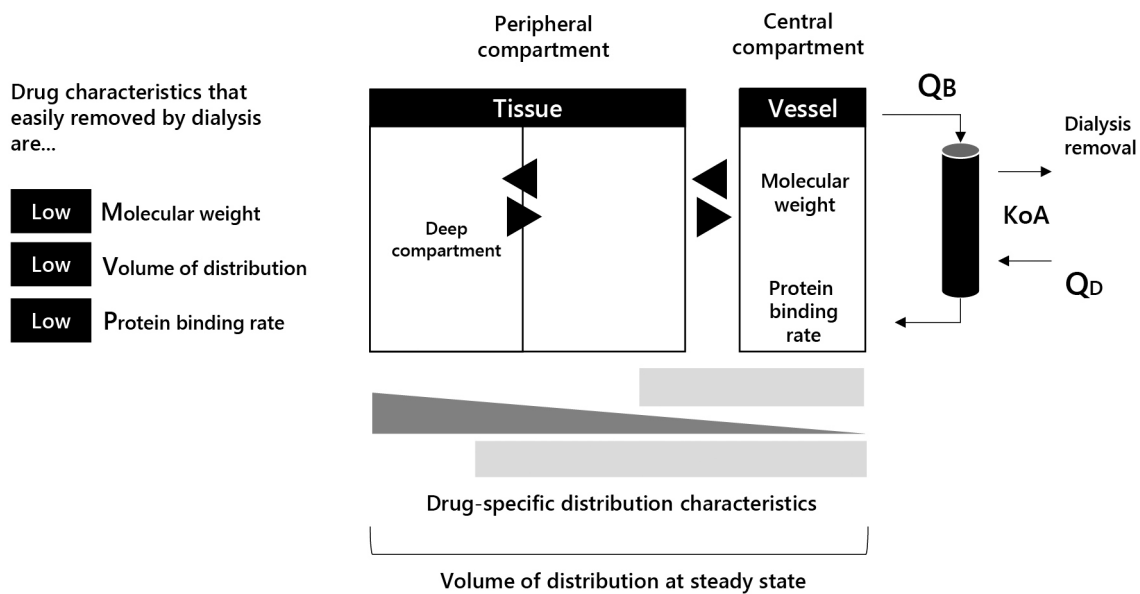 Peripheral
compartment
Central
compartment
Drug characteristics that
easily removed by dialysis
are...
Low Molecular weight
Low Volume of distribution
Low Protein binding rate
Tissue
Deep
compartment
Vessel
Molecular
weight
Protein
binding
rate
QB
Dialysis
removal
KoA
QD
Drug-specific distribution characteristics
Volume of distribution at steady state